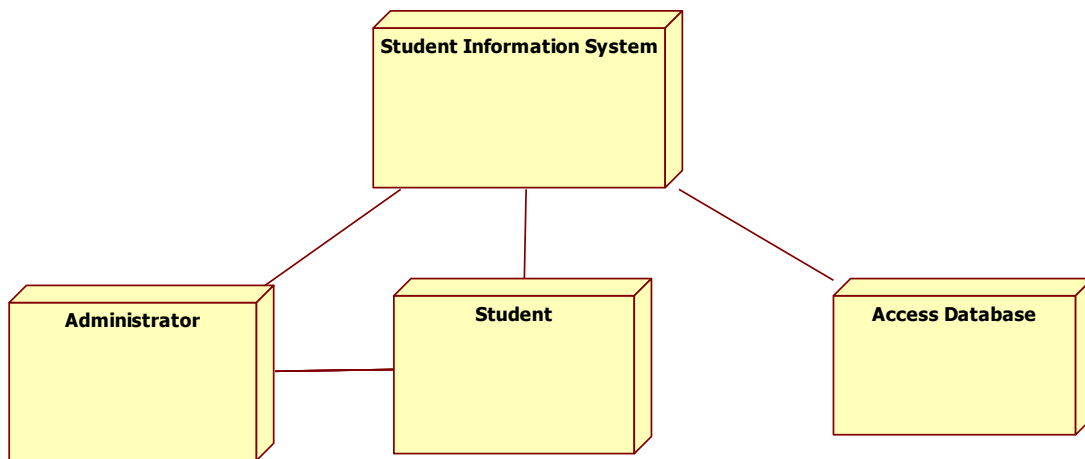 Student Information System
Administrator
Student
Access Database